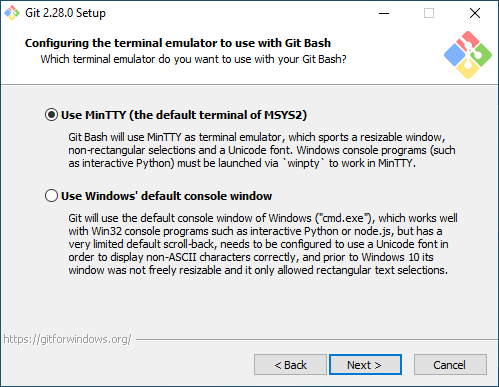 Git 2.28.0 Setup
Configuring the terminal emulator to use with Git Bash
Which terminal emulator do you want to use with your Git Bash?
Use MinTTY (the default terminal of MSYS2)
Git Bash will use MinTTY as terminal emulator, which sports a resizable window,
non-rectangular selections and a Unicode font. Windows console programs (such
as interactive Python) must be launched via `winpty` to work in MinTTY.
Use Windows' default console window
Git will use the default console window of Windows ("cmd.exe"), which works well
with Win32 console programs such as interactive Python or node.js, but has a
very limited default scroll-back, needs to be configured to use a Unicode font in
order to display non-ASCII characters correctly, and prior to Windows 10 its
window was not freely resizable and it only allowed rectangular text selections.
https://gitforwindows.org/
< Back
Next >
Cancel